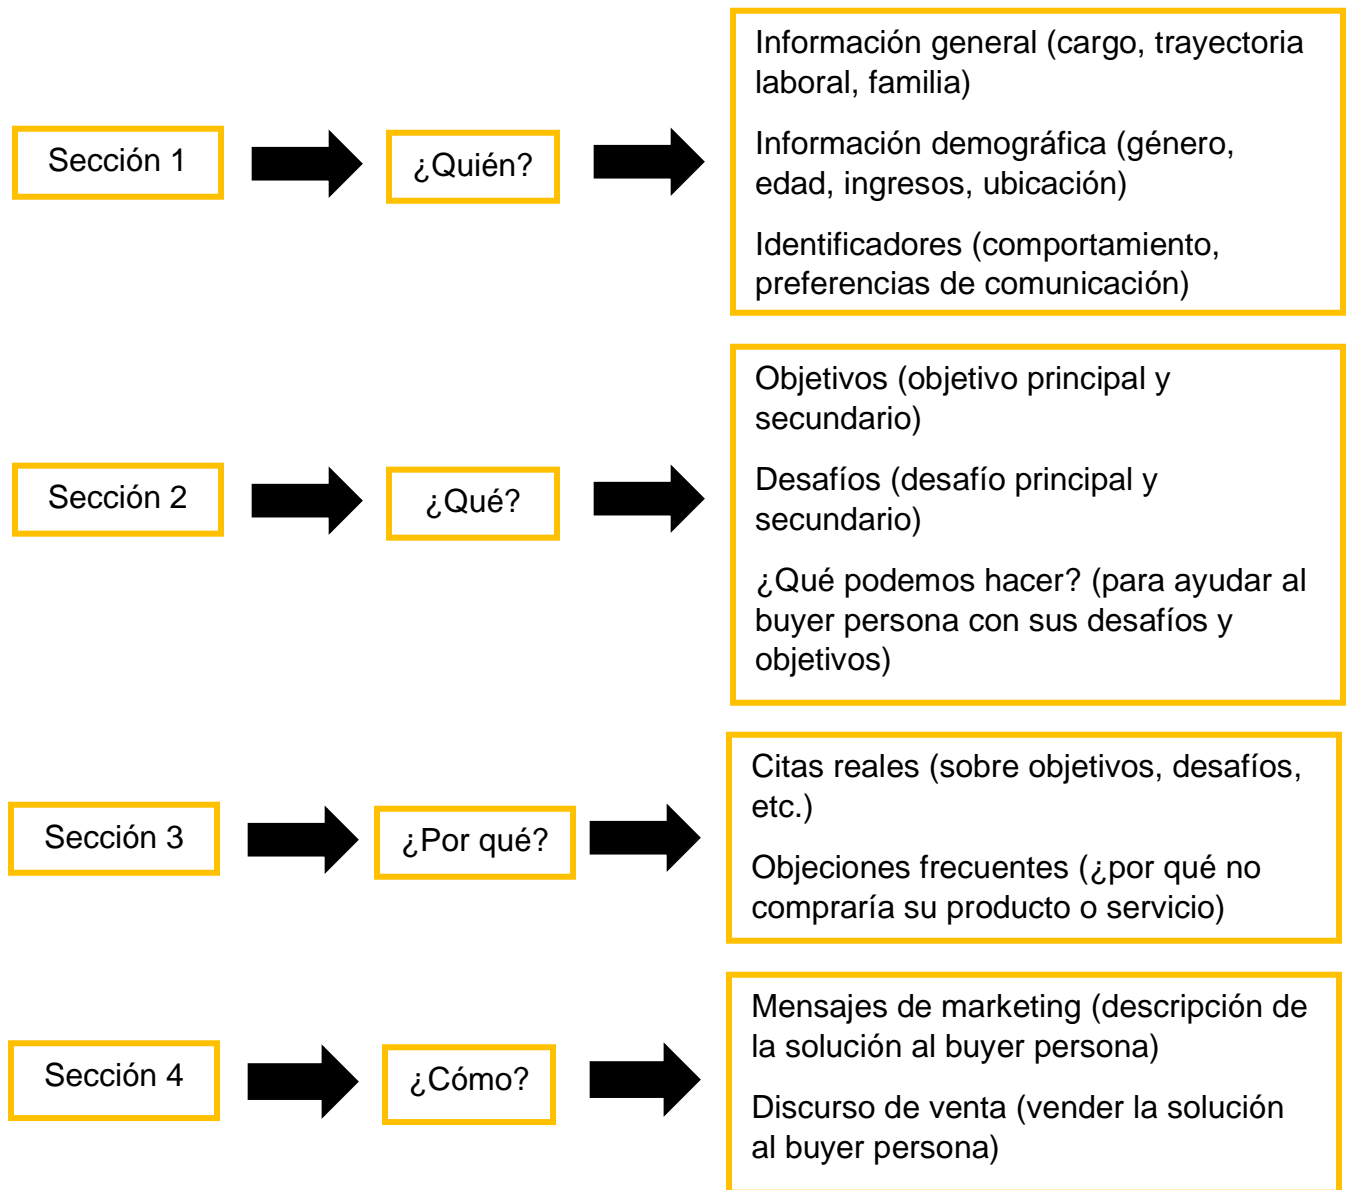 Sección 1
¿Quién?
Información general (cargo, trayectoria
laboral, familia)
Información demográfica (género,
edad, ingresos, ubicación)
Identificadores (comportamiento,
preferencias de comunicación)
Sección 2
¿Qué?
Objetivos (objetivo principal y
secundario)
Desafíos (desafío principal y
secundario)
¿Qué podemos hacer? (para ayudar al
buyer persona con sus desafíos y
objetivos)
Sección 3
¿Por qué?
Citas reales (sobre objetivos, desafíos,
etc.)
Objeciones frecuentes (¿por qué no
compraría su producto o servicio)
Sección 4
¿Cómo?
Mensajes de marketing (descripción de
la solución al buyer persona)
Discurso de venta (vender la solución
al buyer persona)